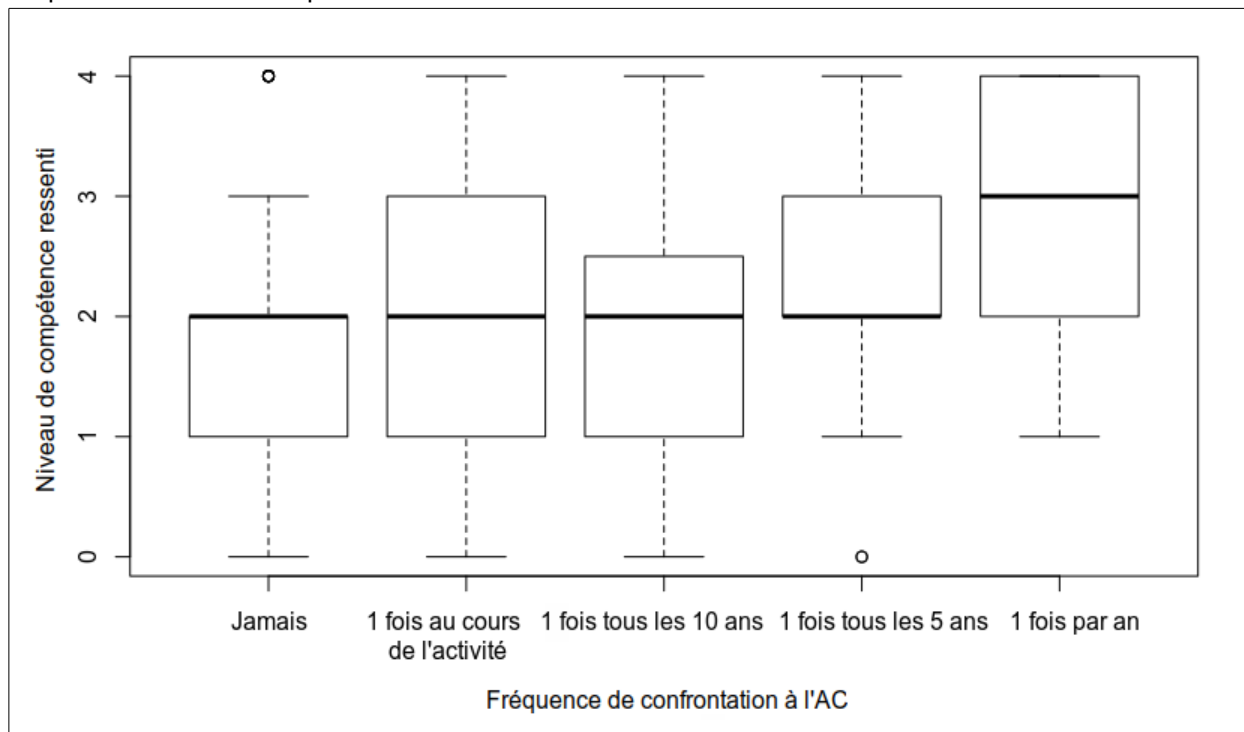 Niveau de compétence ressenti
4
3
2
1
0
Jamais
1 fois au cours
de l'activité
1 fois tous les 10 ans
1 fois tous les 5 ans
1 fois par an
Fréquence de confrontation à l'AC